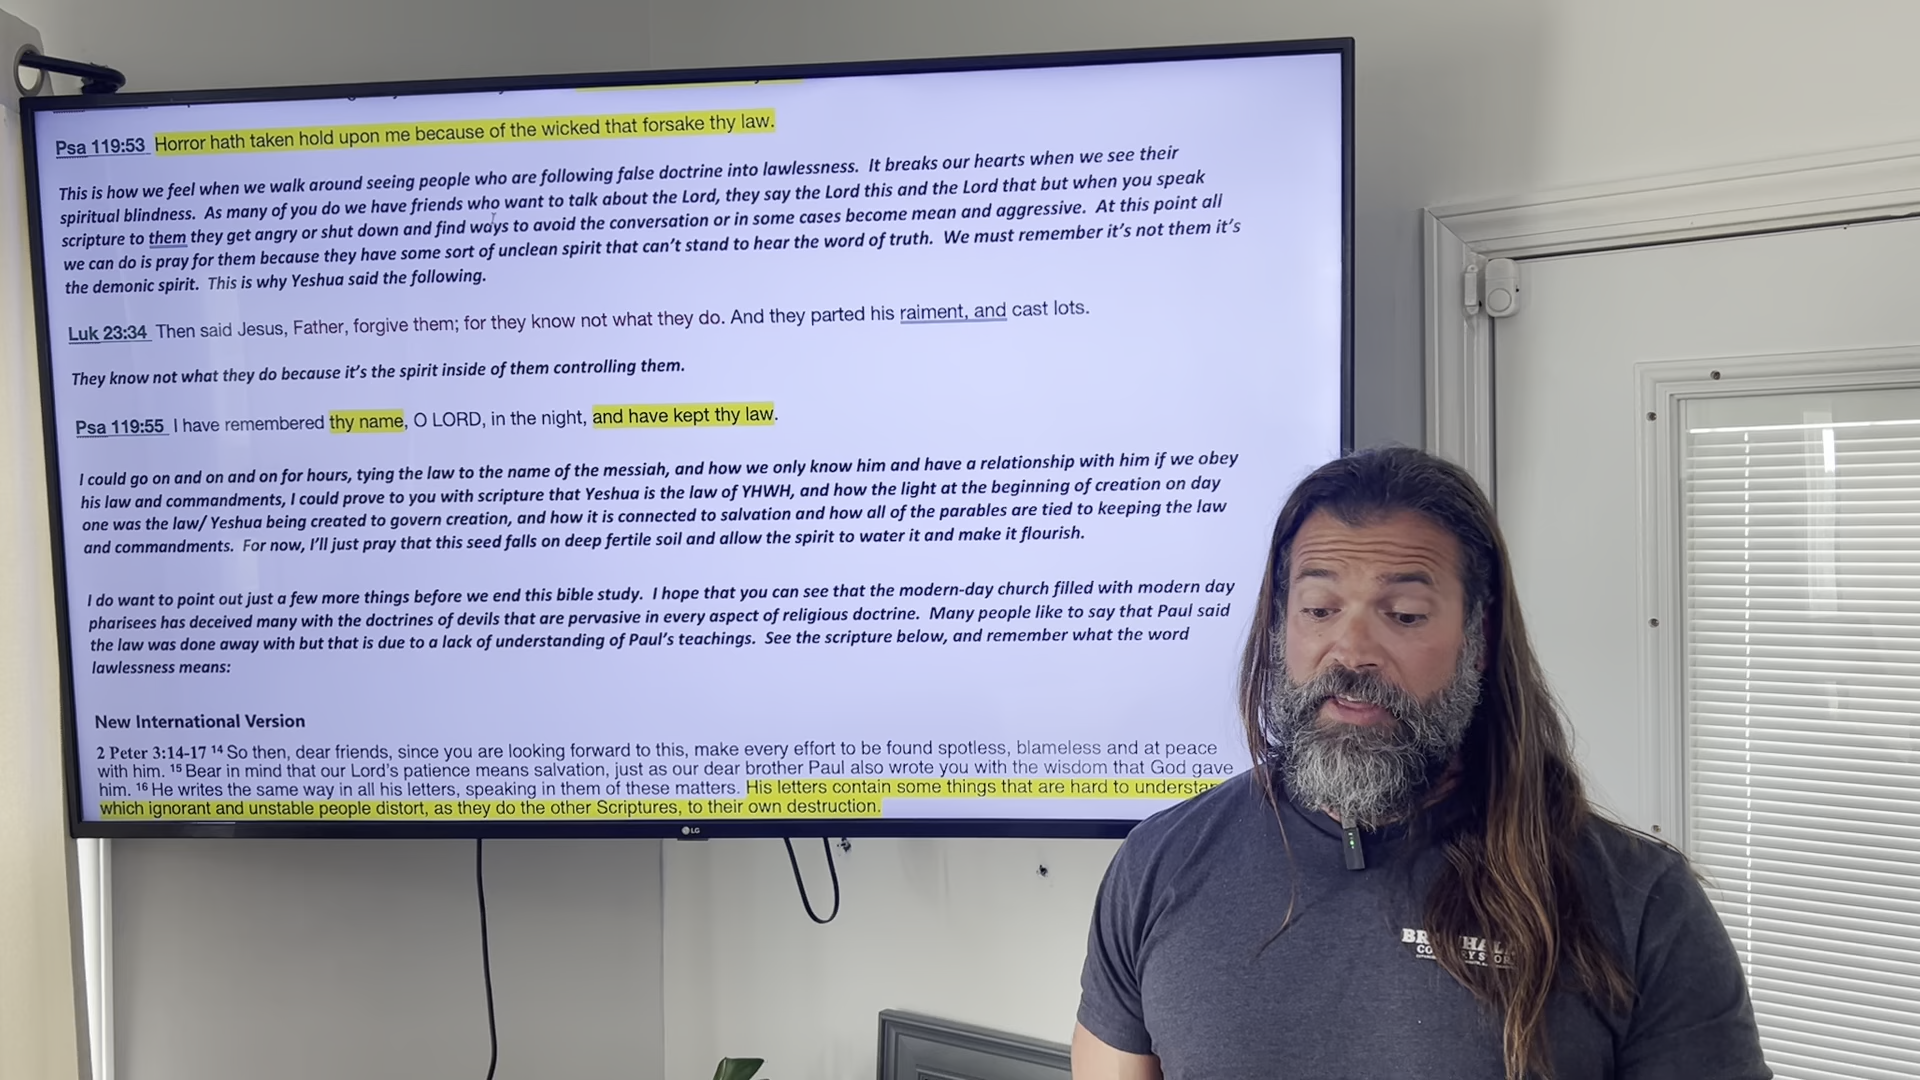 Psa 119:53 Horror hath taken hold upon me because of the wicked that forsake thy law.
This is how we feel when we walk around seeing people who are following false doctrine into lawlessness. It breaks our hearts when we see their
spiritual blindness. As many of you do we have friends who want to talk about the Lord, they say the Lord this and the Lord that but when you speak
scripture to them they get angry or shut down and find ways to avoid the conversation or in some cases become mean and aggressive. At this point all
we can do is pray for them because they have some sort of unclean spirit that can't stand to hear the word of truth. We must remember it's not them it's
the demonic spirit. This is why Yeshua said the following.
Luk 23:34 Then said Jesus, Father, forgive them; for they know not what they do. And they parted his raiment, and cast lots.
They know not what they do because it's the spirit inside of them controlling them.
Psa 119:55 I have remembered thy name, O LORD, in the night, and have kept thy law.
I could go on and on and on for hours, tying the law to the name of the messiah, and how we only know him and have a relationship with him if we obey
his law and commandments, I could prove to you with scripture that Yeshua is the law of YHWH, and how the light at the beginning of creation on day
one was the law/ Yeshua being created to govern creation, and how it is connected to salvation and how all of the parables are tied to keeping the law
and commandments. For now, I'll just pray that this seed falls on deep fertile soil and allow the spirit to water it and make it flourish.
I do want to point out just a few more things before we end this bible study. I hope that you can see that the modern-day church filled with modern day
pharisees has deceived many with the doctrines of devils that are pervasive in every aspect of religious doctrine. Many people like to say that Paul said
the law was done away with but that is due to a lack of understanding of Paul's teachings. See the scripture below, and remember what the word
lawlessness means:
New International Version
2 Peter 3:14-17 14 So then, dear friends, since you are looking forward to this, make every effort to be found spotless, blameless and at peace
with him. 15 Bear in mind that our Lord's patience means salvation, just as our dear brother Paul also wrote you with the wisdom that God gave
him. 16 He writes the same way in all his letters, speaking in them of these matters. His letters contain some things that are hard to
which ignorant and unstable people distort, as they do the other Scriptures, to their own destruction.
LG